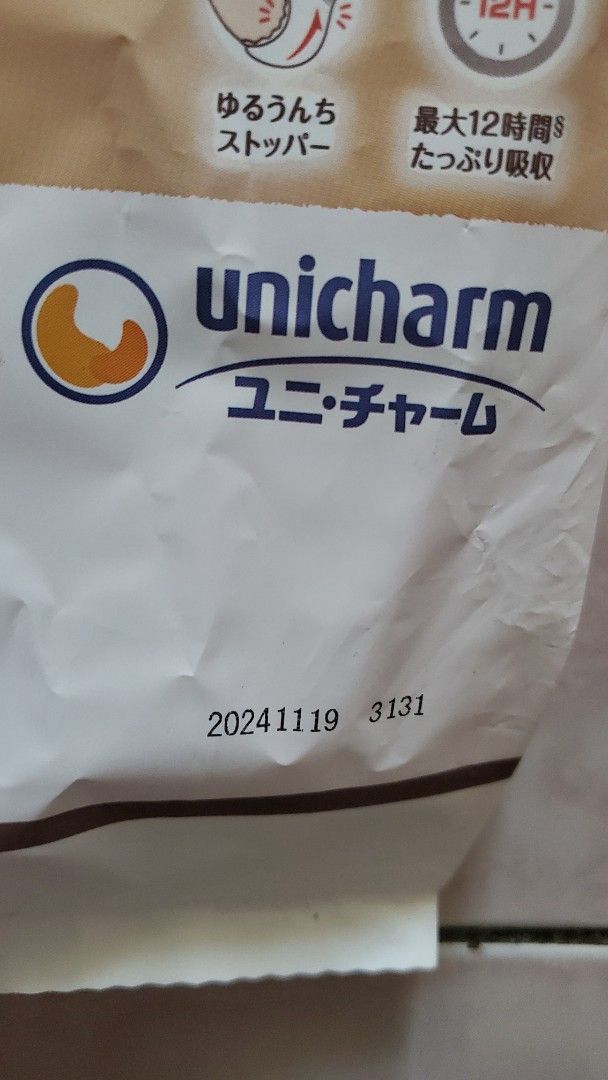 12H
ゆるうんち
ストッパー
最大12時間§
たっぷり吸収
unicharm
ユニ・チャーム
20241119 3131